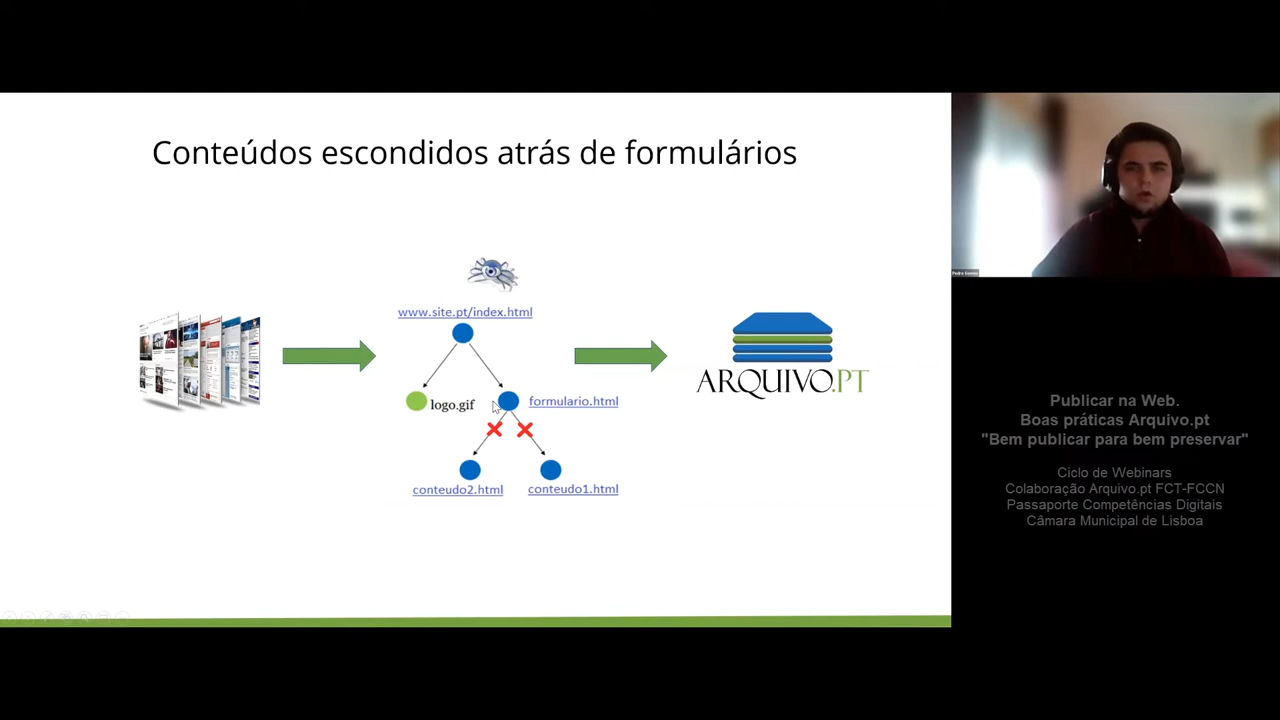 Conteúdos escondidos atrás de formulários
www.site.pt/index.html
logo.gif
formulario.html
conteudo2.html
conteudo1.html
ARQUIVO.PT
Pedro Gomes
Publicar na Web.
Boas práticas Arquivo.pt
"Bem publicar para bem preservar"
Ciclo de Webinars
Colaboração Arquivo.pt FCT-FCCN
Passaporte Competências Digitais
Câmara Municipal de Lisboa